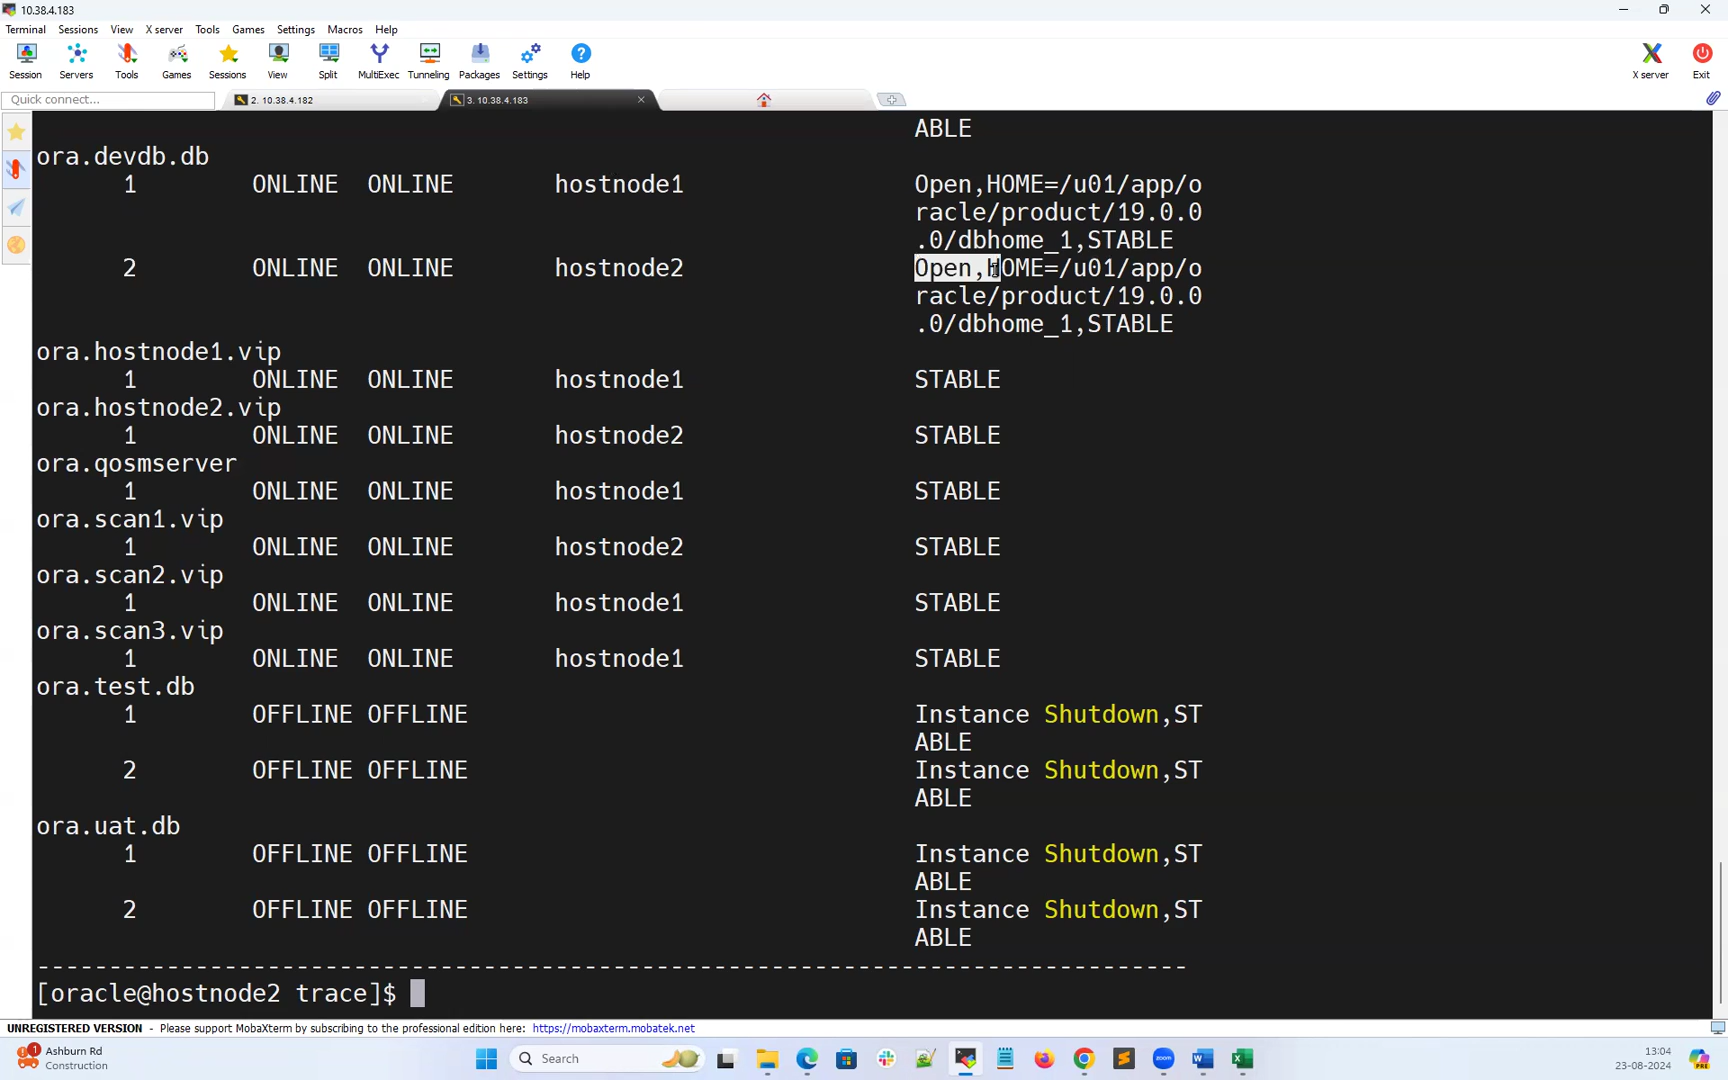 10.38.4.183
Terminal Sessions View X server Tools Games Settings Macros Help
Session Servers Tools Games Sessions View Split MultiExec Tunneling Packages Settings Help X server Exit
Quick connect... 2. 10.38.4.182 3. 10.38.4.183
ABLE
ora.devdb.db
1 ONLINE ONLINE hostnode1 Open,HOME=/u01/app/o
racle/product/19.0.0
.0/dbhome_1,STABLE
2 ONLINE ONLINE hostnode2 Open,HOME=/u01/app/o
racle/product/19.0.0
.0/dbhome_1,STABLE
ora.hostnode1.vip
1 ONLINE ONLINE hostnode1 STABLE
ora.hostnode2.vip
1 ONLINE ONLINE hostnode2 STABLE
ora.qosmserver
1 ONLINE ONLINE hostnode1 STABLE
ora.scan1.vip
1 ONLINE ONLINE hostnode2 STABLE
ora.scan2.vip
1 ONLINE ONLINE hostnode1 STABLE
ora.scan3.vip
1 ONLINE ONLINE hostnode1 STABLE
ora.test.db
1 OFFLINE OFFLINE Instance Shutdown,ST
ABLE
2 OFFLINE OFFLINE Instance Shutdown,ST
ABLE
ora.uat.db
1 OFFLINE OFFLINE Instance Shutdown,ST
ABLE
2 OFFLINE OFFLINE Instance Shutdown,ST
ABLE
--------------------------------------------------------------------------------
[oracle@hostnode2 trace]$
UNREGISTERED VERSION - Please support MobaXterm by subscribing to the professional edition here: https://mobaxterm.mobatek.net
1 Ashburn Rd
Construction
Search
13:04
23-08-2024
PRE